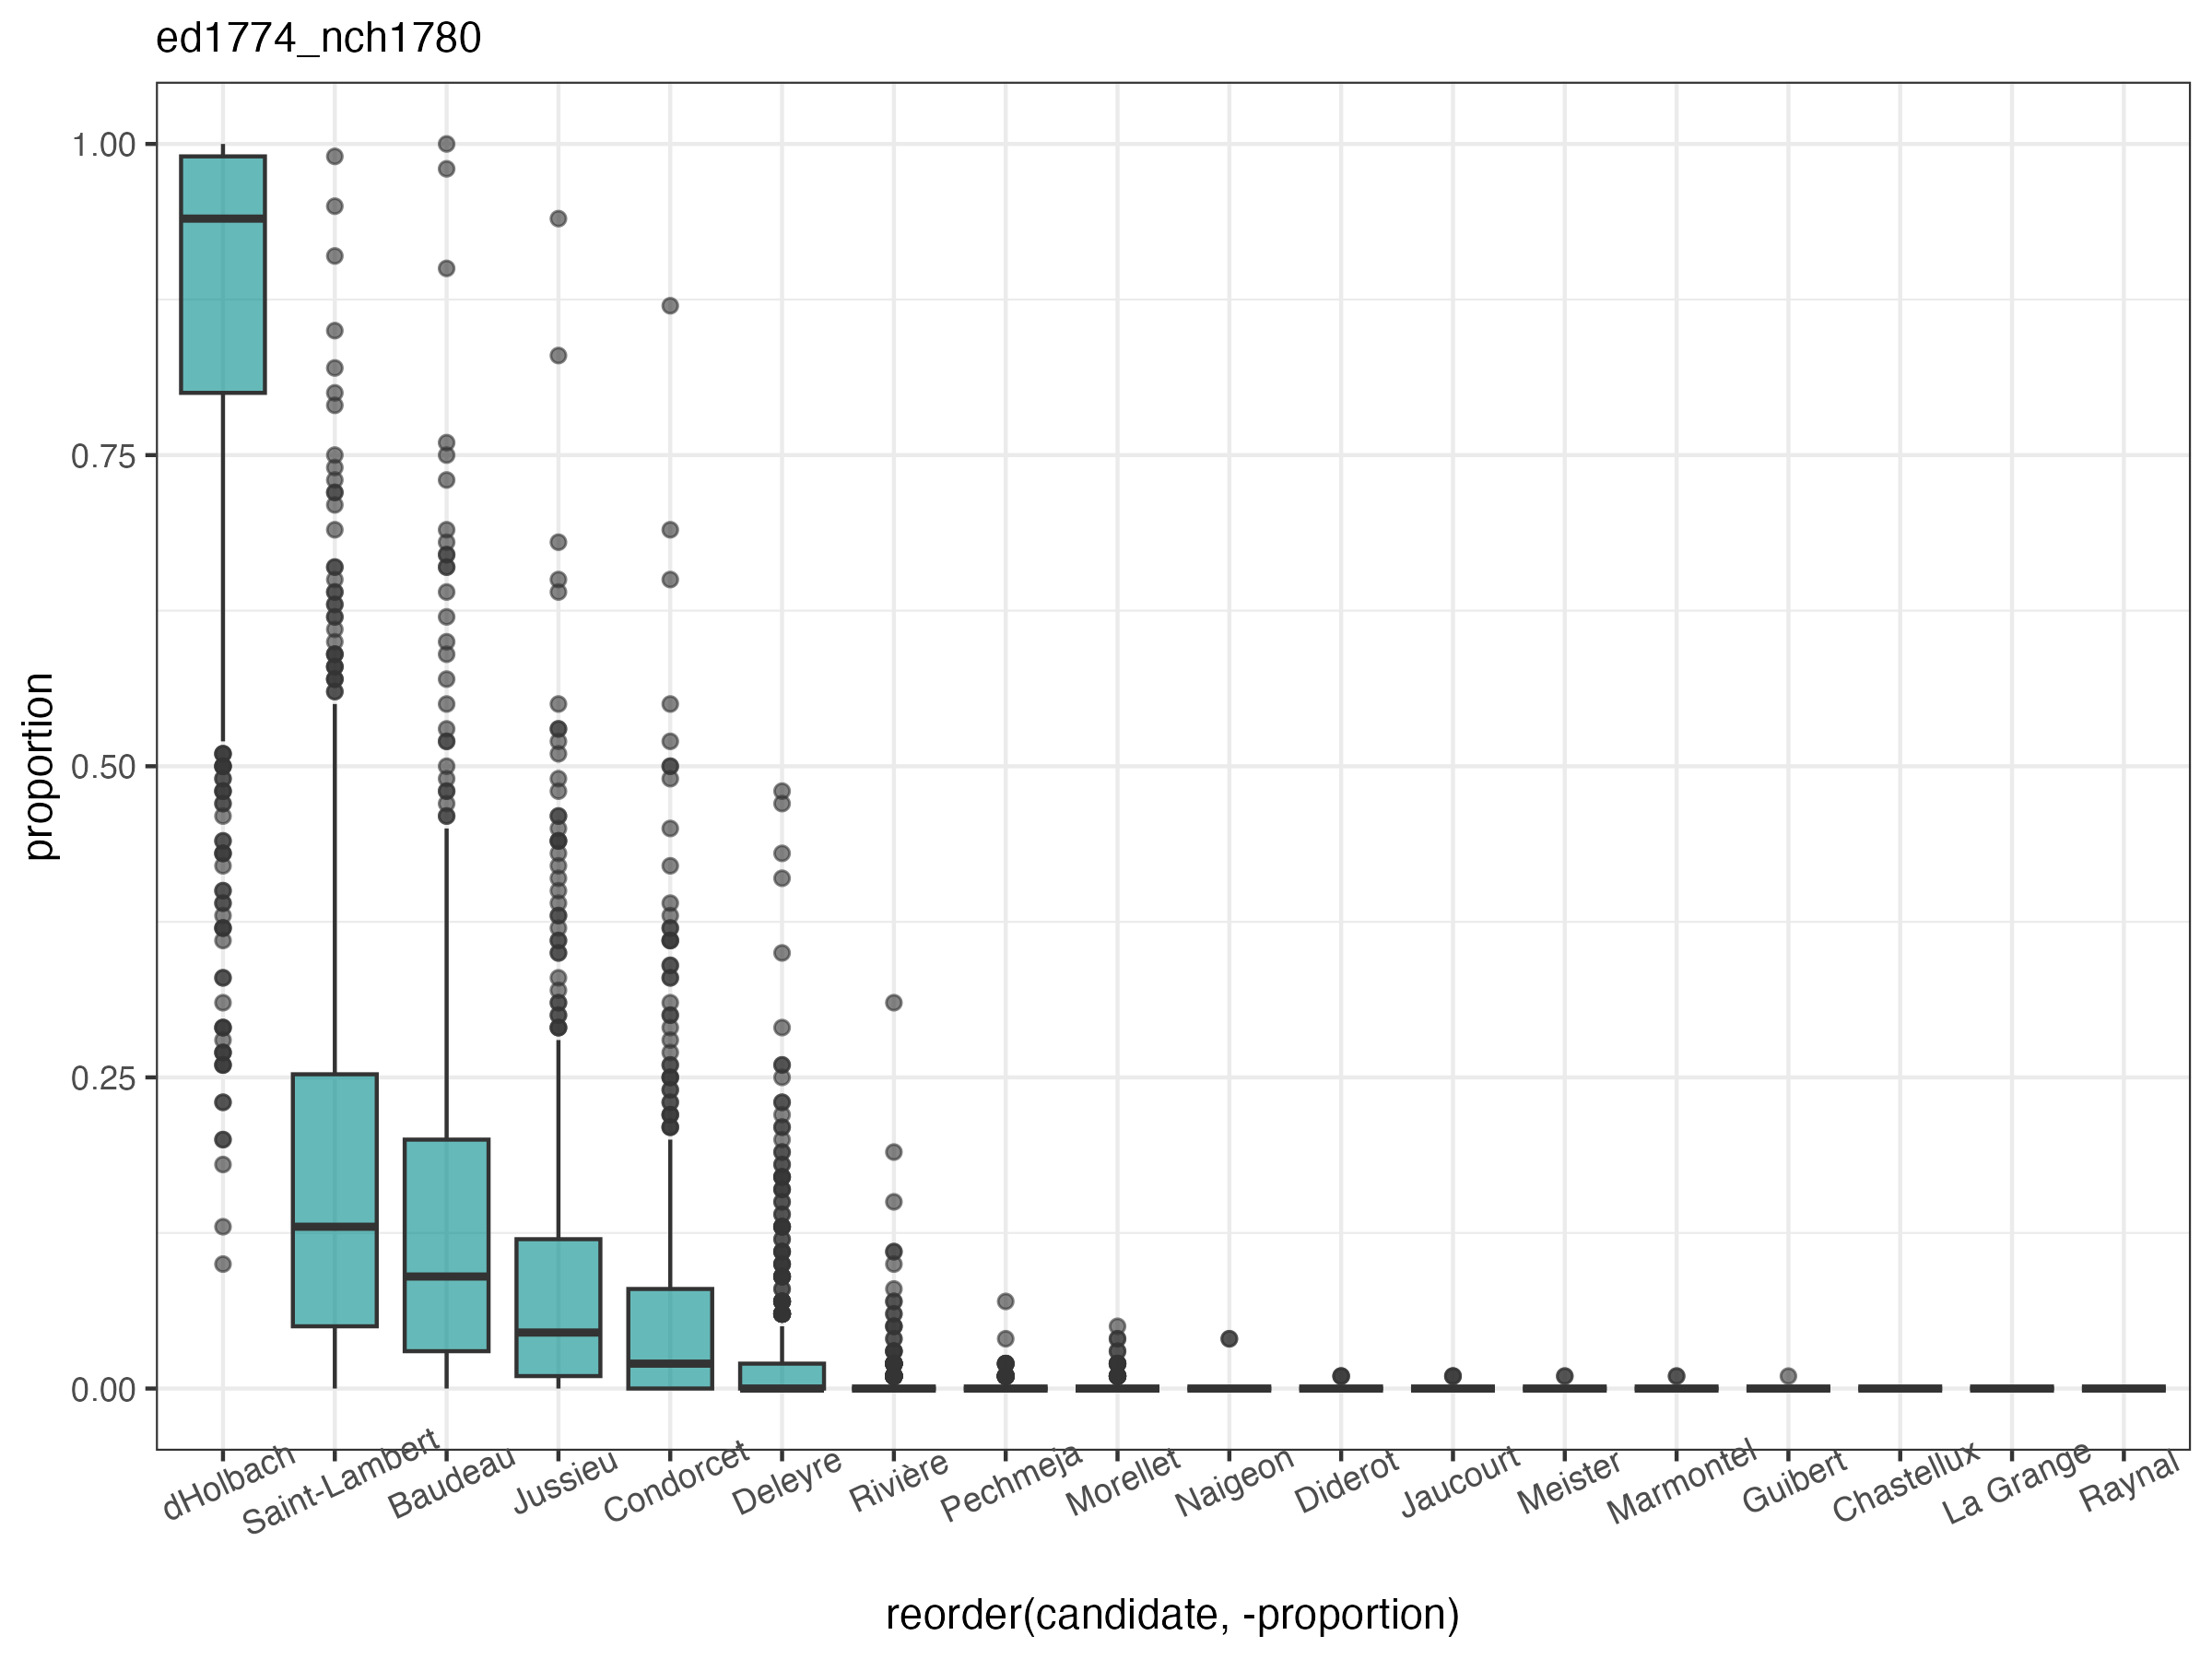 ed1774_nch1780
1.00
0.75
0.50
0.25
0.00
proportion
dHolbach
Saint-Lambert
Baudeau
Jussieu
Condorcet
Deleyre
Rivière
Pechmeja
Morellet
Naigeon
Diderot
Jaucourt
Meister
Marmontel
Guibert
Chastellux
La Grange
Raynal
reorder(candidate, -proportion)